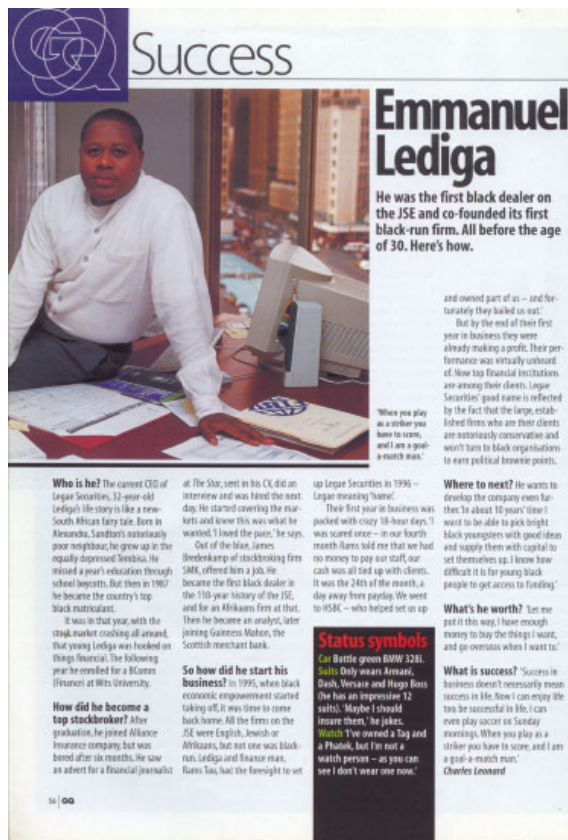 GQ
Success
Emmanuel
Lediga
He was the first black dealer on
the JSE and co-founded its first
black-run firm. All before the age
of 30. Here's how.
'When you play
as a striker you
have to score,
and I am a goal-
a-match man.'
Who is he? The current CEO of
Legae Securities, 32-year-old
Lediga's life story is like a new-
South African fairy tale. Born in
Alexandra, Sandton's notoriously
poor neighbour, he grew up in the
equally depressed Tembisa. He
missed a year's education through
school boycotts. But then in 1987
he became the country's top
black matriculant.
It was in that year, with the
stock market crashing all around,
that young Lediga was hooked on
things financial. The following
year he enrolled for a BComm
(Finance) at Wits University.
How did he become a
top stockbroker? After
graduation, he joined Alliance
Insurance company, but was
bored after six months. He saw
an advert for a financial journalist
at The Star, sent in his CV, did an
interview and was hired the next
day. He started covering the mar-
kets and knew this was what he
wanted, 'I loved the pace,' he says.
Out of the blue, James
Bredenkamp of stockbroking firm
SMK, offered him a job. He
became the first black dealer in
the 110-year history of the JSE,
and for an Afrikaans firm at that.
Then he became an analyst, later
joining Guinness Mahon, the
Scottish merchant bank.
So how did he start his
business? In 1995, when black
economic empowerment started
taking off, it was time to come
back home. All the firms on the
JSE were English, Jewish or
Afrikaans, but not one was black-
run. Lediga and finance man,
Rams Tau, had the foresight to set
up Legae Securities in 1996 –
Legae meaning 'home'.
Their first year in business was
packed with crazy 18-hour days. 'I
was scared once – in our fourth
month Rams told me that we had
no money to pay our staff, our
cash was all tied up with clients.
It was the 24th of the month, a
day away from payday. We went
to HSBC – who helped set us up
and owned part of us – and for-
tunately they bailed us out.'
But by the end of their first
year in business they were
already making a profit. Their per-
formance was virtually unheard
of. Now top financial institutions
are among their clients. Legae
Securities' good name is reflected
by the fact that the large, estab-
lished firms who are their clients
are notoriously conservative and
won't turn to black organisations
to earn political brownie points.
Where to next? He wants to
develop the company even fur-
ther. 'In about 10 years' time I
want to be able to pick bright
black youngsters with good ideas
and supply them with capital to
set themselves up. I know how
difficult it is for young black
people to get access to funding.'
What's he worth? 'Let me
put it this way, I have enough
money to buy the things I want,
and go overseas when I want to.'
What is success? 'Success in
business doesn't necessarily mean
success in life. Now I can enjoy life
too, be successful in life. I can
even play soccer on Sunday
mornings. When you play as a
striker you have to score, and I am
a goal-a-match man.'
Charles Leonard
Status symbols
Car Bottle green BMW 328i.
Suits Only wears Armani,
Dash, Versace and Hugo Boss
(he has an impressive 12
suits). 'Maybe I should
insure them,' he jokes.
Watch 'I've owned a Tag and
a Phatek, but I'm not a
watch person – as you can
see I don't wear one now.'
56 GQ